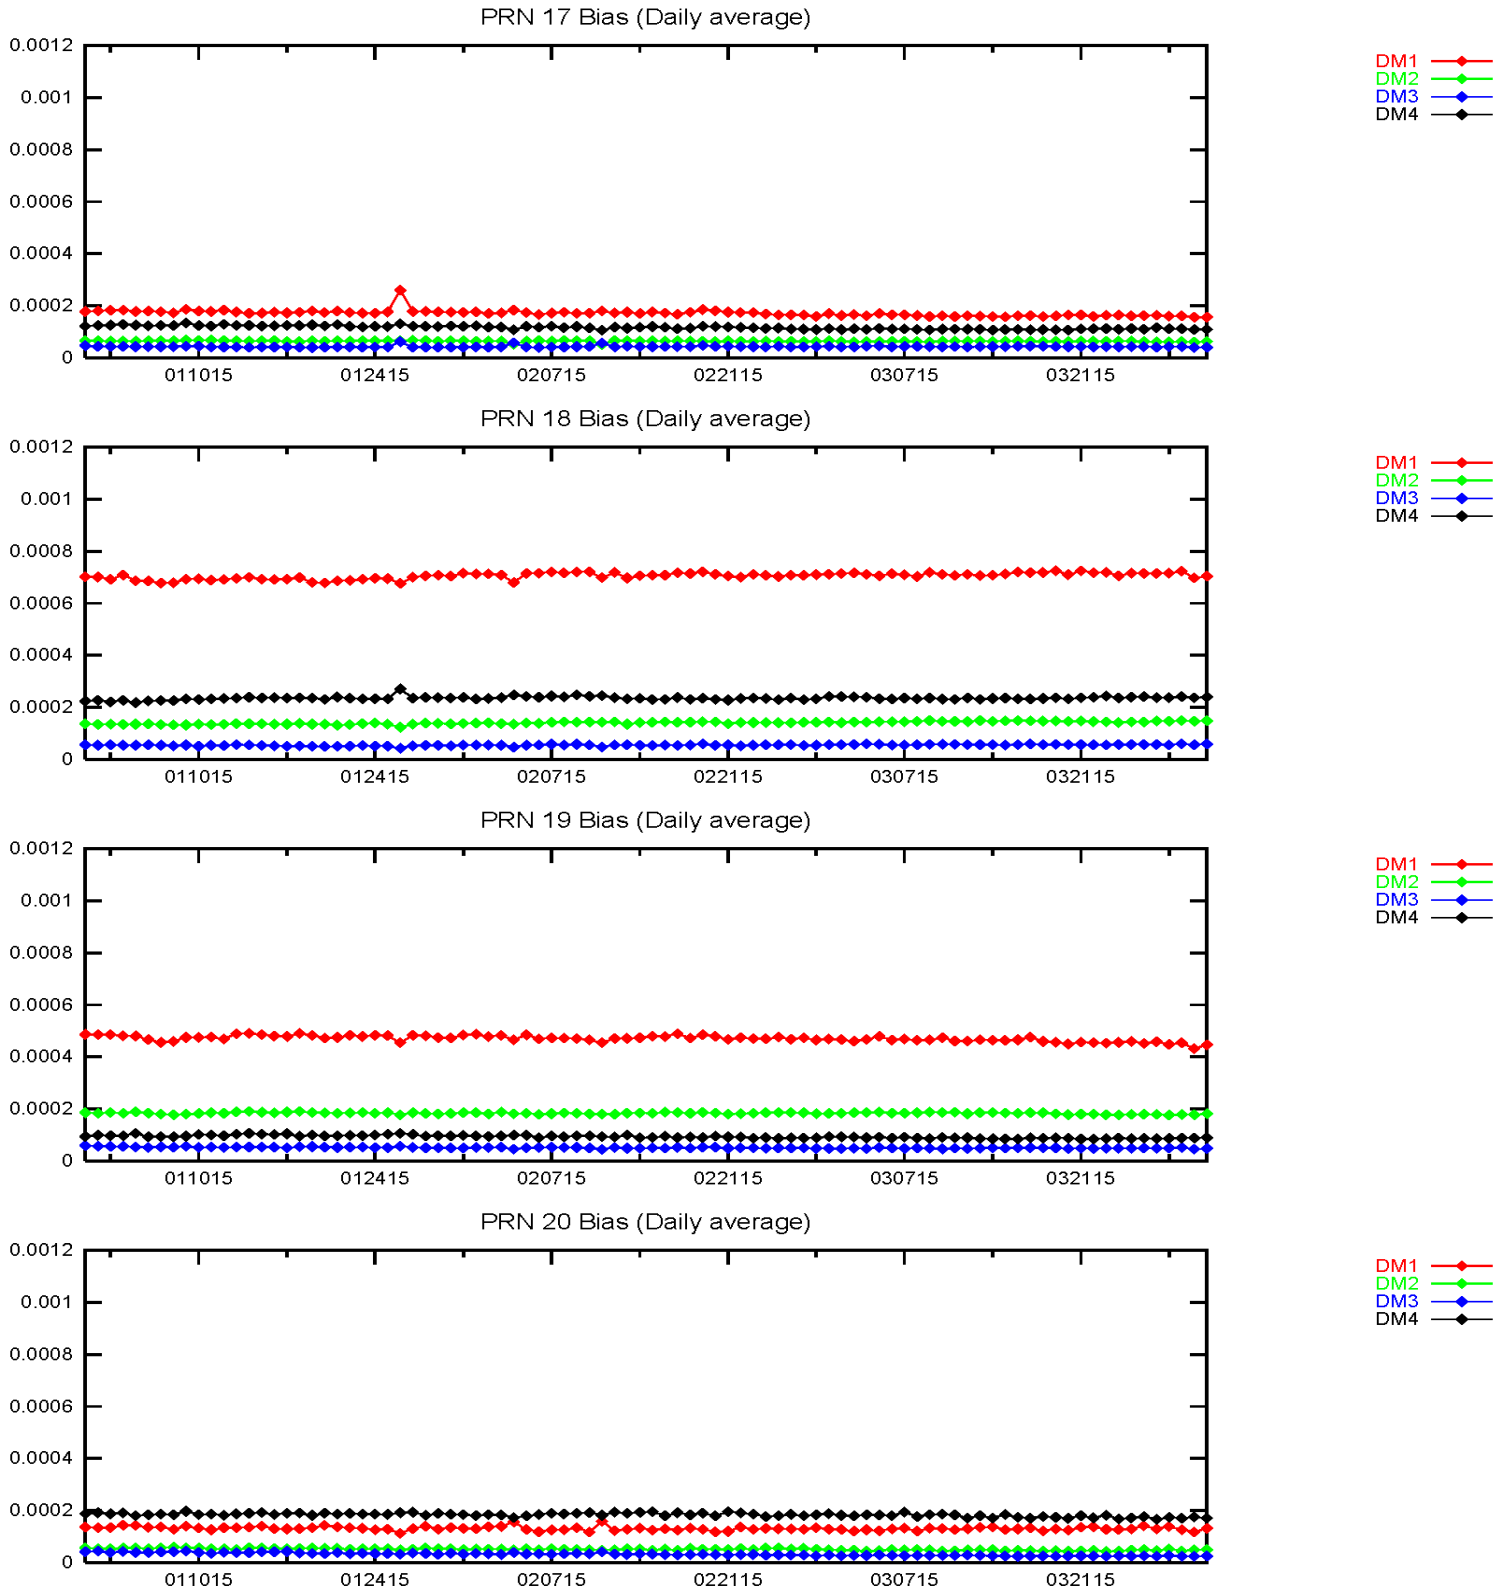 PRN 17 Bias (Daily average)
0.0012
0.001
0.0008
0.0006
0.0004
0.0002
0
011015 012415 020715 022115 030715 032115
DM1
DM2
DM3
DM4
PRN 18 Bias (Daily average)
0.0012
0.001
0.0008
0.0006
0.0004
0.0002
0
011015 012415 020715 022115 030715 032115
DM1
DM2
DM3
DM4
PRN 19 Bias (Daily average)
0.0012
0.001
0.0008
0.0006
0.0004
0.0002
0
011015 012415 020715 022115 030715 032115
DM1
DM2
DM3
DM4
PRN 20 Bias (Daily average)
0.0012
0.001
0.0008
0.0006
0.0004
0.0002
0
011015 012415 020715 022115 030715 032115
DM1
DM2
DM3
DM4